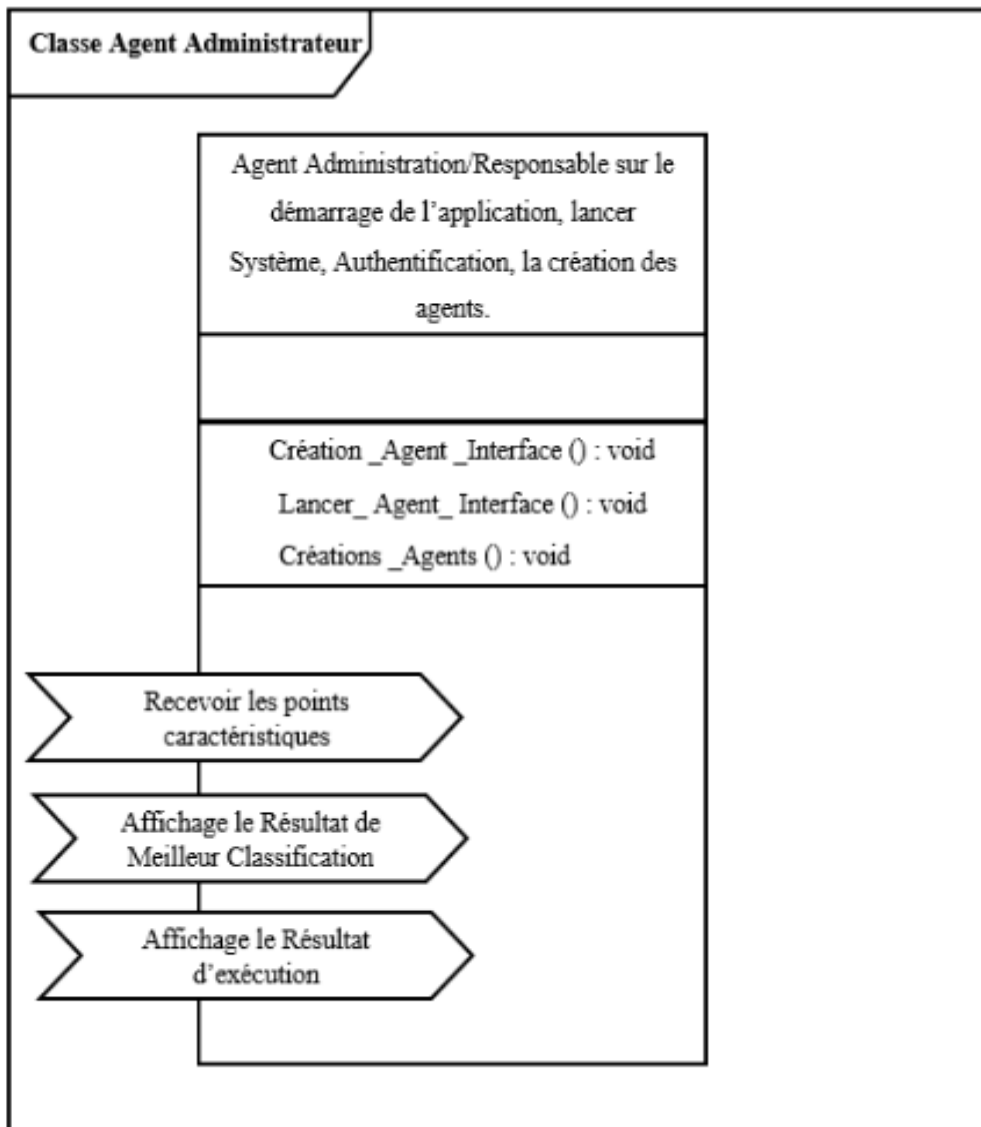 Classe Agent Administrateur
Agent Administration/Responsable sur le
démarrage de l’application, lancer
Système, Authentification, la création des
agents.
Création _Agent _Interface () : void
Lancer_ Agent_ Interface () : void
Créations _Agents () : void
Recevoir les points
caractéristiques
Affichage le Résultat de
Meilleur Classification
Affichage le Résultat
d’exécution